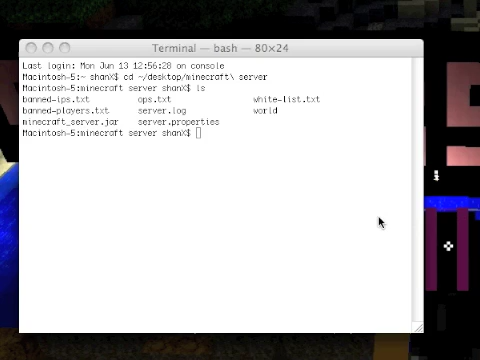 Terminal — bash — 80×24
Last login: Mon Jun 13 12:56:28 on console
Macintosh-5:~ shanX$ cd ~/desktop/minecraft\ server
Macintosh-5:minecraft server shanX$ ls
banned-ips.txt ops.txt white-list.txt
banned-players.txt server.log world
minecraft_server.jar server.properties
Macintosh-5:minecraft server shanX$